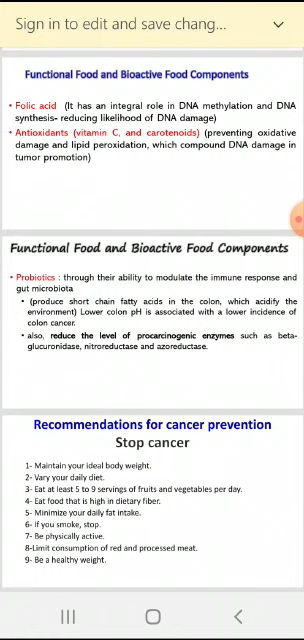 Sign in to edit and save chang...
Functional Food and Bioactive Food Components
• Folic acid (It has an integral role in DNA methylation and DNA
synthesis- reducing likelihood of DNA damage)
• Antioxidants (vitamin C, and carotenoids) (preventing oxidative
damage and lipid peroxidation, which compound DNA damage in
tumor promotion)
Functional Food and Bioactive Food Components
• Probiotics : through their ability to modulate the immune response and
gut microbiota
• (produce short chain fatty acids in the colon, which acidify the
environment) Lower colon pH is associated with a lower incidence of
colon cancer.
• also, reduce the level of procarcinogenic enzymes such as beta-
glucuronidase, nitroreductase and azoreductase.
Recommendations for cancer prevention
Stop cancer
1- Maintain your ideal body weight.
2- Vary your daily diet.
3- Eat at least 5 to 9 servings of fruits and vegetables per day.
4- Eat food that is high in dietary fiber.
5- Minimize your daily fat intake.
6- If you smoke, stop.
7- Be physically active.
8-Limit consumption of red and processed meat.
9- Be a healthy weight.